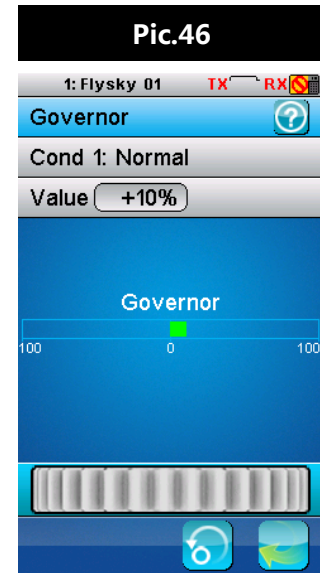 Pic.46
1: Flysky 01 TX RX
Governor
?
Cond 1: Normal
Value +10%
Governor
100 0 100